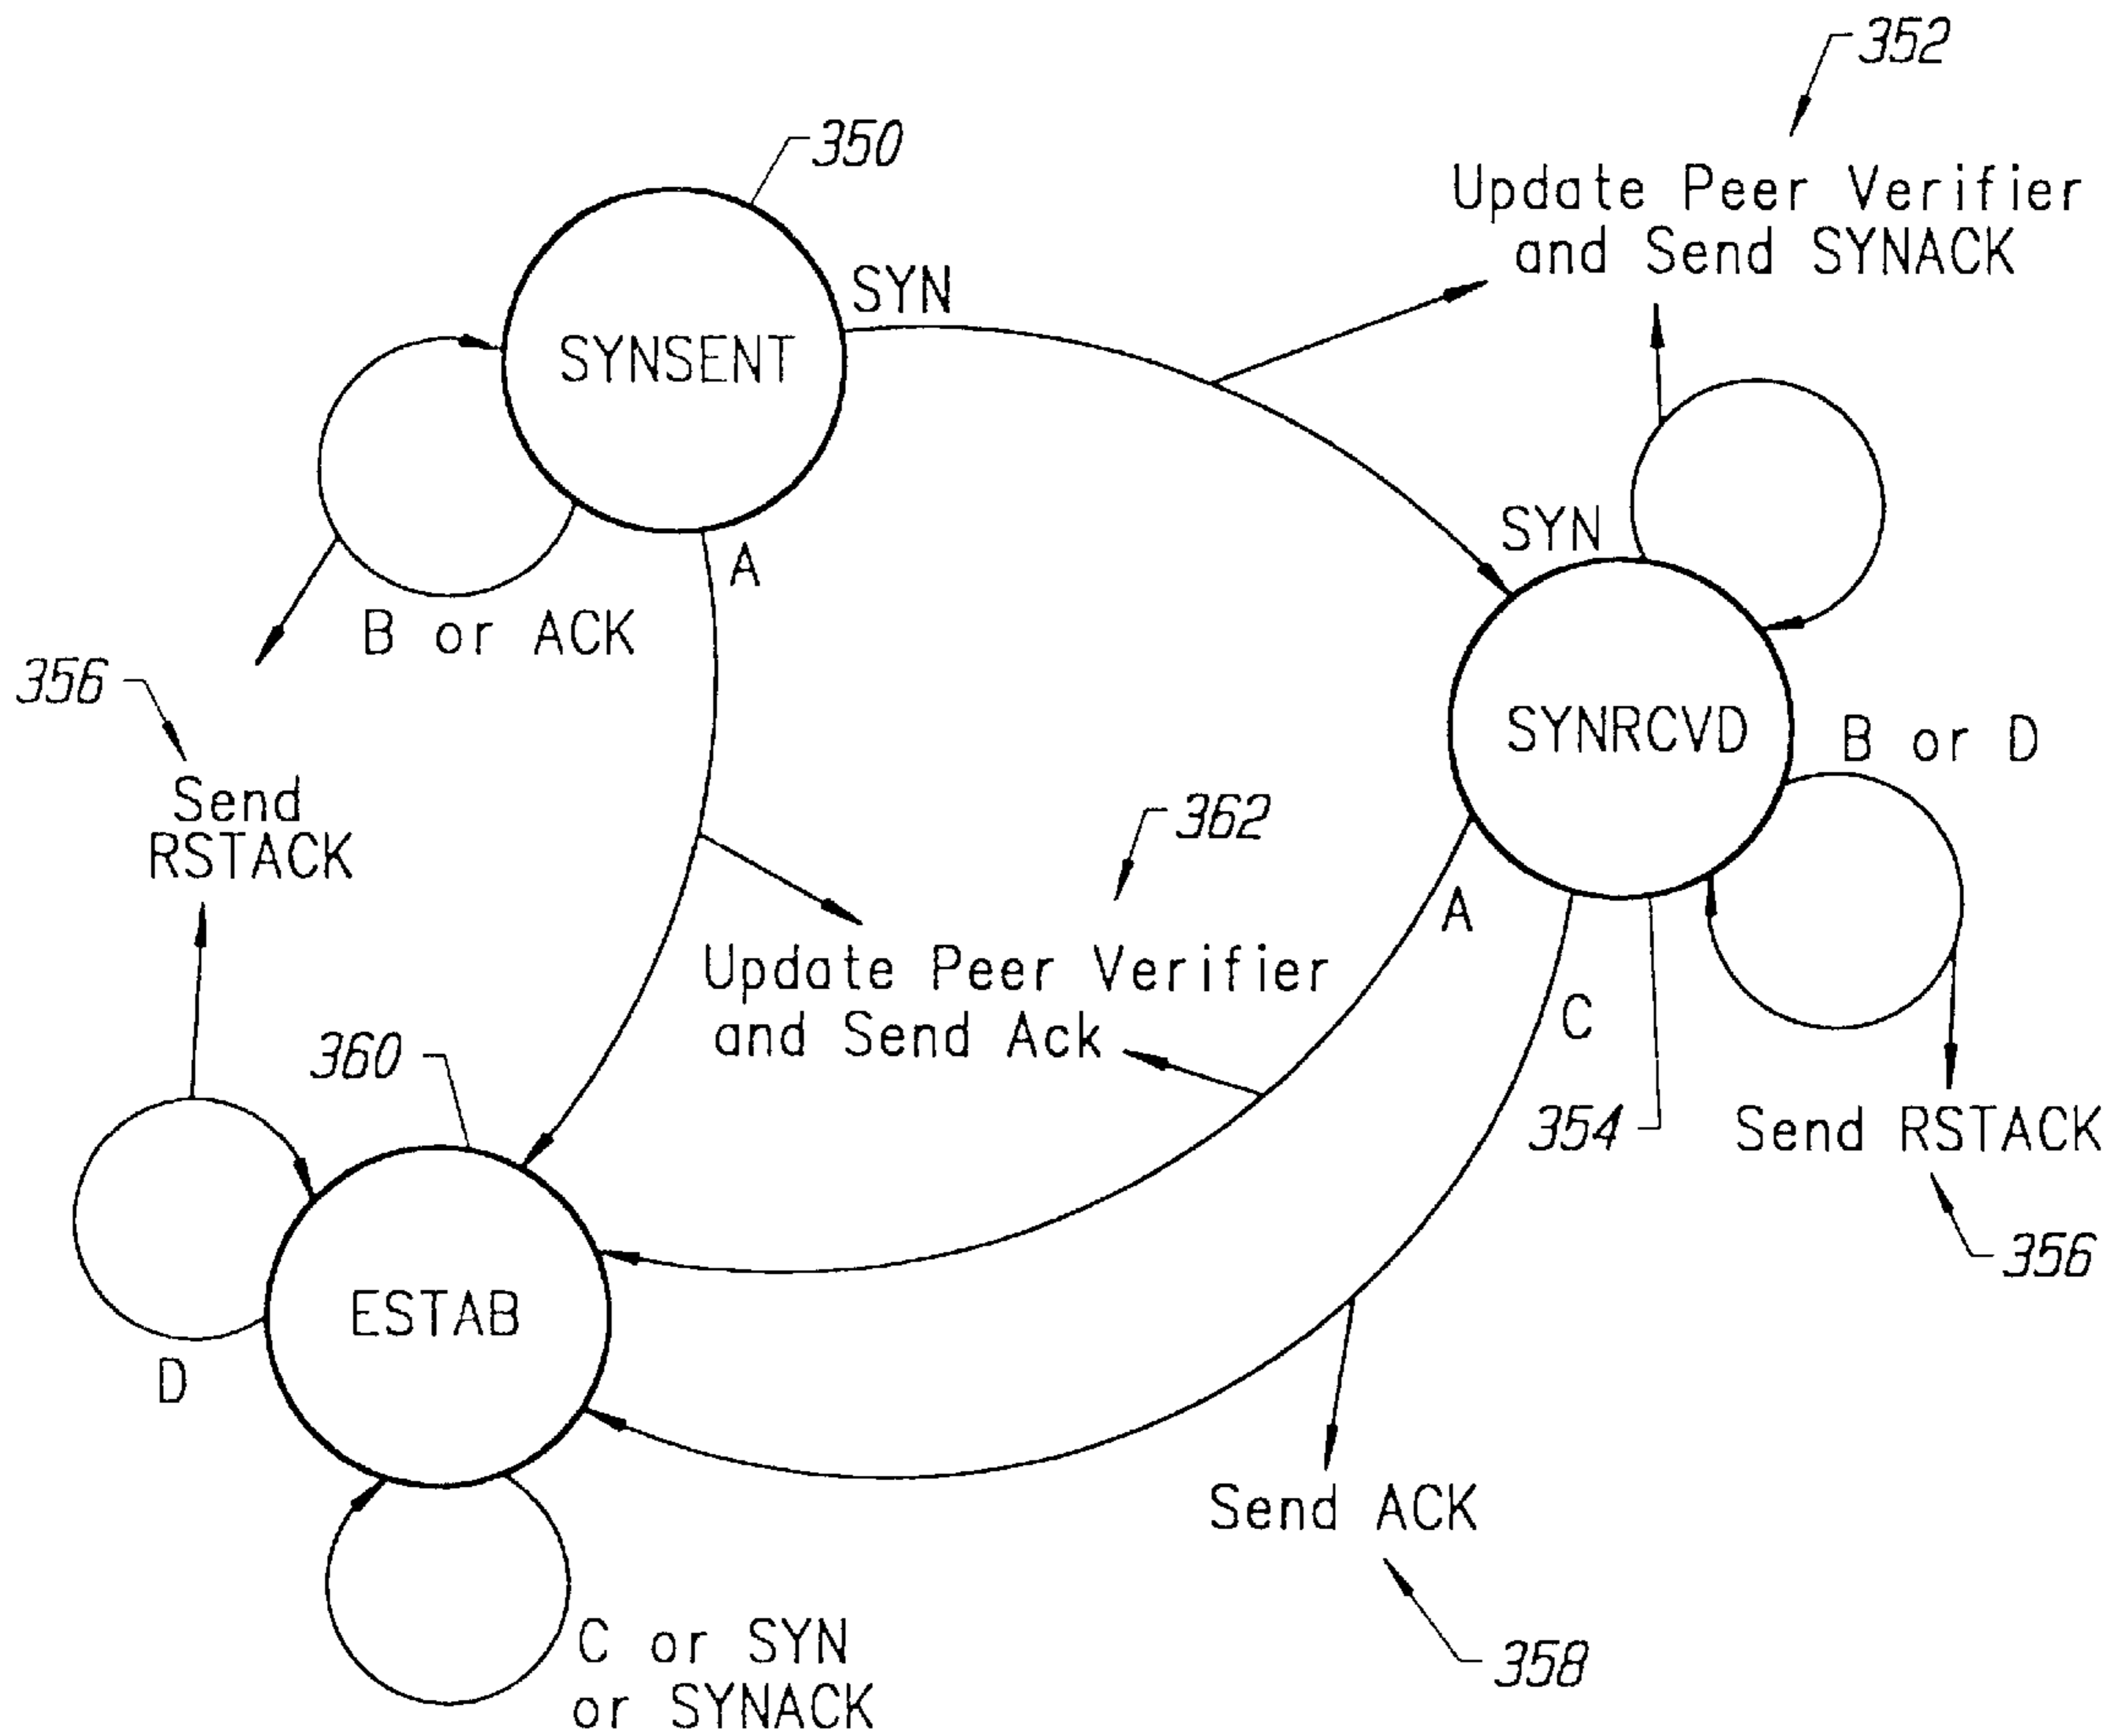 352
350
Update Peer Verifier
and Send SYNACK
SYN
SYNSENT
SYN
A
B or ACK
356
SYNRCVD
B or D
Send
RSTACK
362
A
Update Peer Verifier
and Send Ack
C
360
354
Send RSTACK
356
ESTAB
D
Send ACK
C or SYN
or SYNACK
358